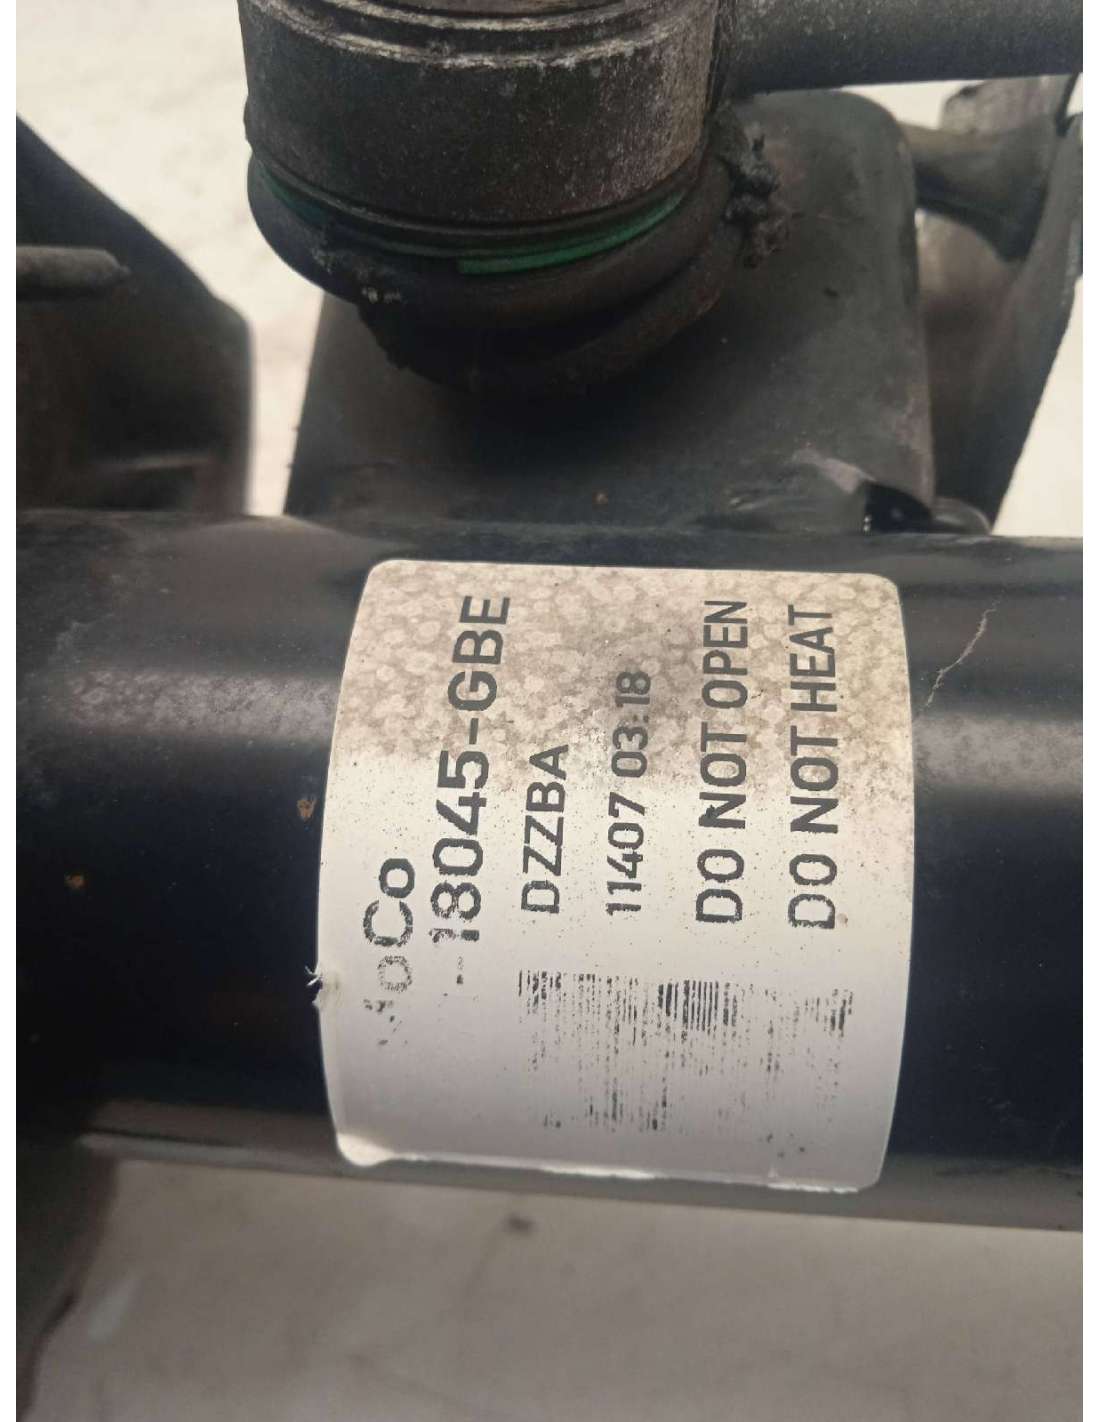 18045-GBE
DZZBA
11407 03:18
DO NOT OPEN
DO NOT HEAT